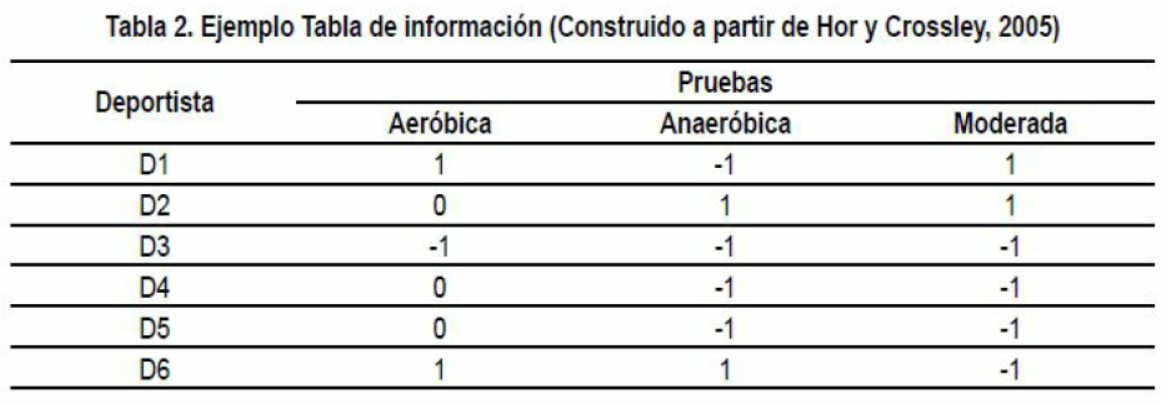 Tabla 2. Ejemplo Tabla de información (Construido a partir de Hor y Crossley, 2005)
Deportista Pruebas
Aeróbica Anaeróbica Moderada
D1 1 -1 1
D2 0 1 1
D3 -1 -1 -1
D4 0 -1 -1
D5 0 -1 -1
D6 1 1 -1